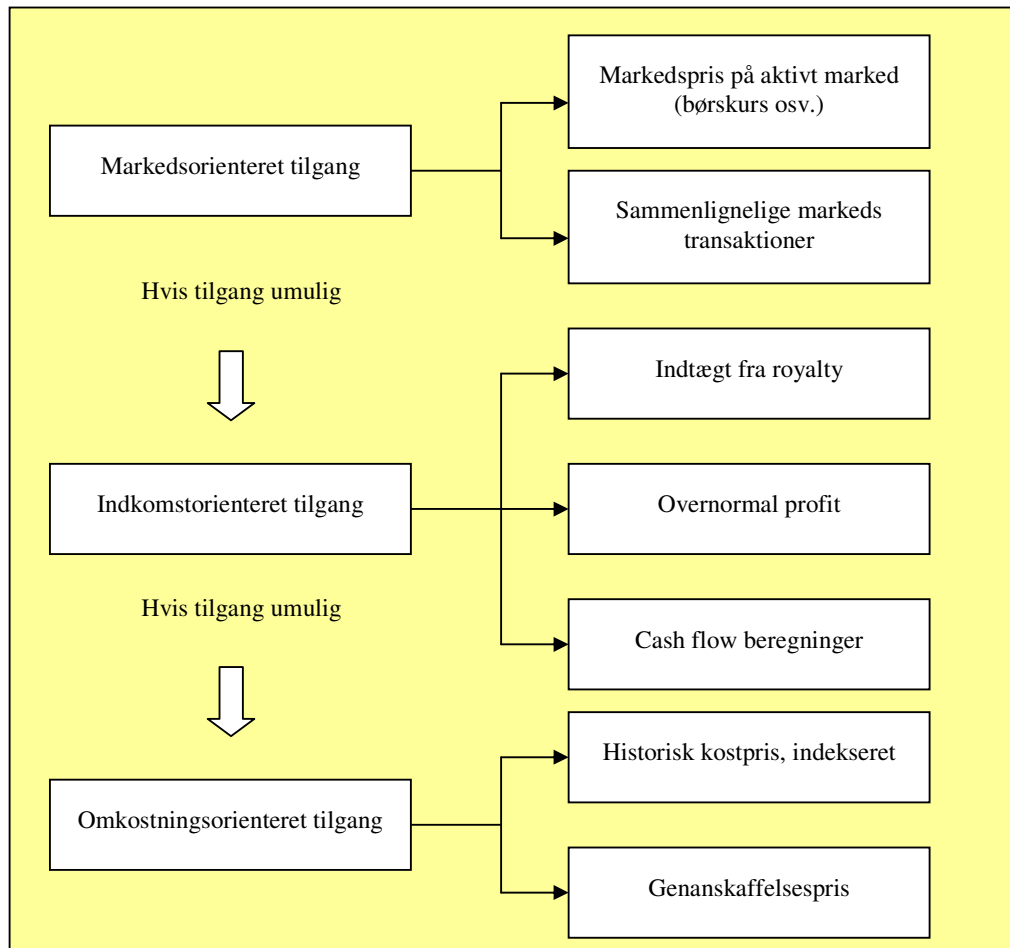 Markedspris på aktivt marked
(børskurs osv.)
Markedsorienteret tilgang
Sammenlignelige markeds
transaktioner
Hvis tilgang umulig
Indtægt fra royalty
Indkomstorienteret tilgang
Overnormal profit
Hvis tilgang umulig
Cash flow beregninger
Historisk kostpris, indekseret
Omkostningsorienteret tilgang
Genanskaffelsespris